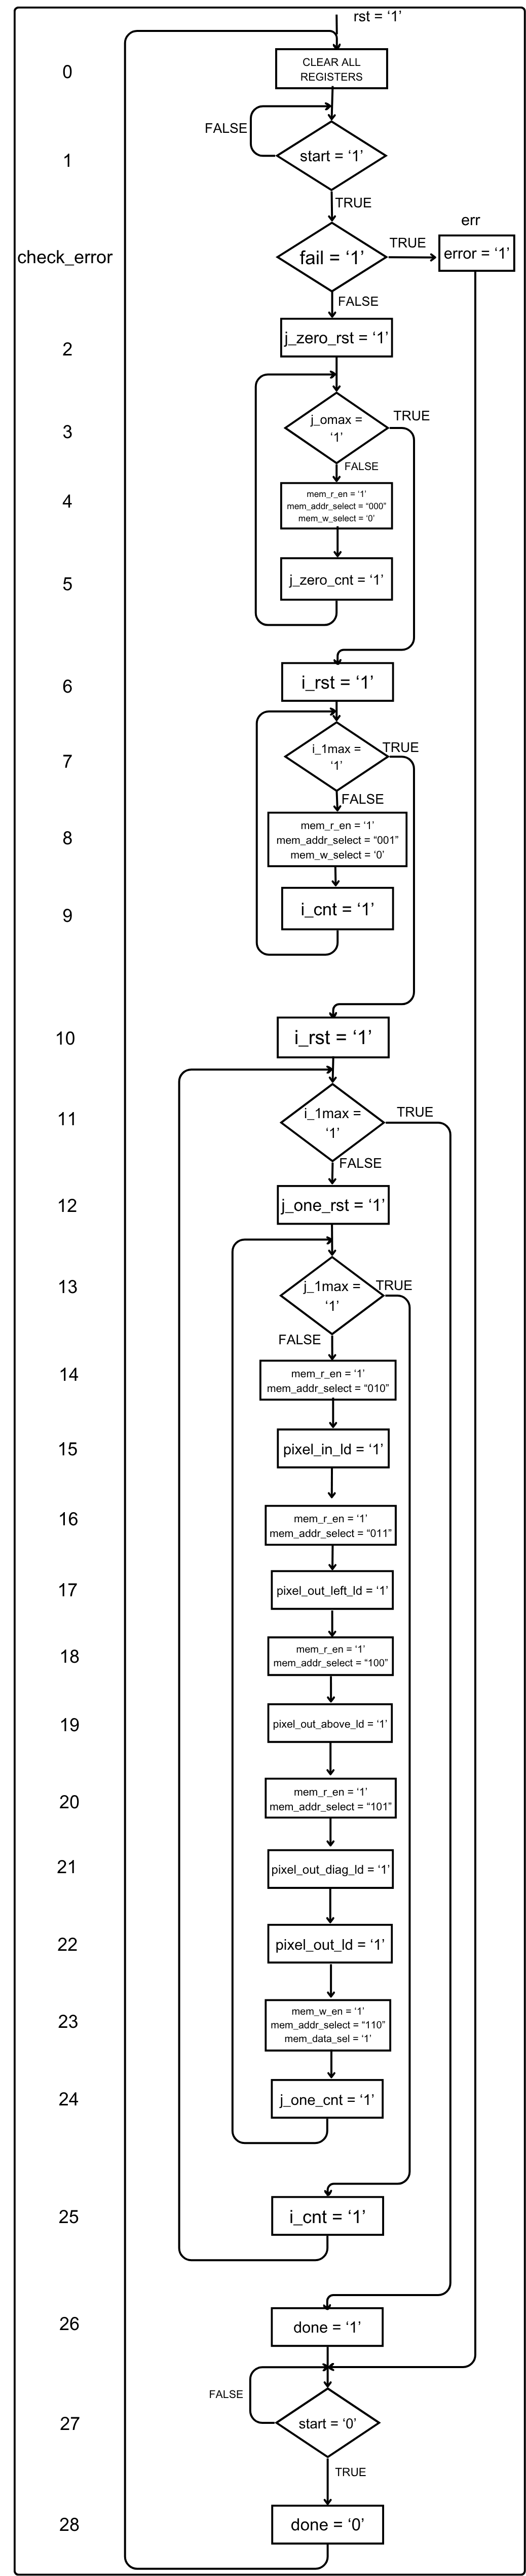 rst = ‘1’
0
CLEAR ALL
REGISTERS
FALSE
1
start = ‘1’
TRUE
err
check_error
fail = ‘1’
TRUE
error = ‘1’
FALSE
2
j_zero_rst = ‘1’
3
j_omax =
‘1’
TRUE
FALSE
4
mem_r_en = ‘1’
mem_addr_select = “000”
mem_w_select = ‘0’
5
j_zero_cnt = ‘1’
6
i_rst = ‘1’
7
i_1max =
‘1’
TRUE
FALSE
8
mem_r_en = ‘1’
mem_addr_select = “001”
mem_w_select = ‘0’
9
i_cnt = ‘1’
10
i_rst = ‘1’
11
i_1max =
‘1’
TRUE
FALSE
12
j_one_rst = ‘1’
13
j_1max =
‘1’
TRUE
FALSE
14
mem_r_en = ‘1’
mem_addr_select = “010”
15
pixel_in_ld = ‘1’
16
mem_r_en = ‘1’
mem_addr_select = “011”
17
pixel_out_left_ld = ‘1’
18
mem_r_en = ‘1’
mem_addr_select = “100”
19
pixel_out_above_ld = ‘1’
20
mem_r_en = ‘1’
mem_addr_select = “101”
21
pixel_out_diag_ld = ‘1’
22
pixel_out_ld = ‘1’
23
mem_w_en = ‘1’
mem_addr_select = “110”
mem_data_sel = ‘1’
24
j_one_cnt = ‘1’
25
i_cnt = ‘1’
26
done = ‘1’
FALSE
27
start = ‘0’
TRUE
28
done = ‘0’